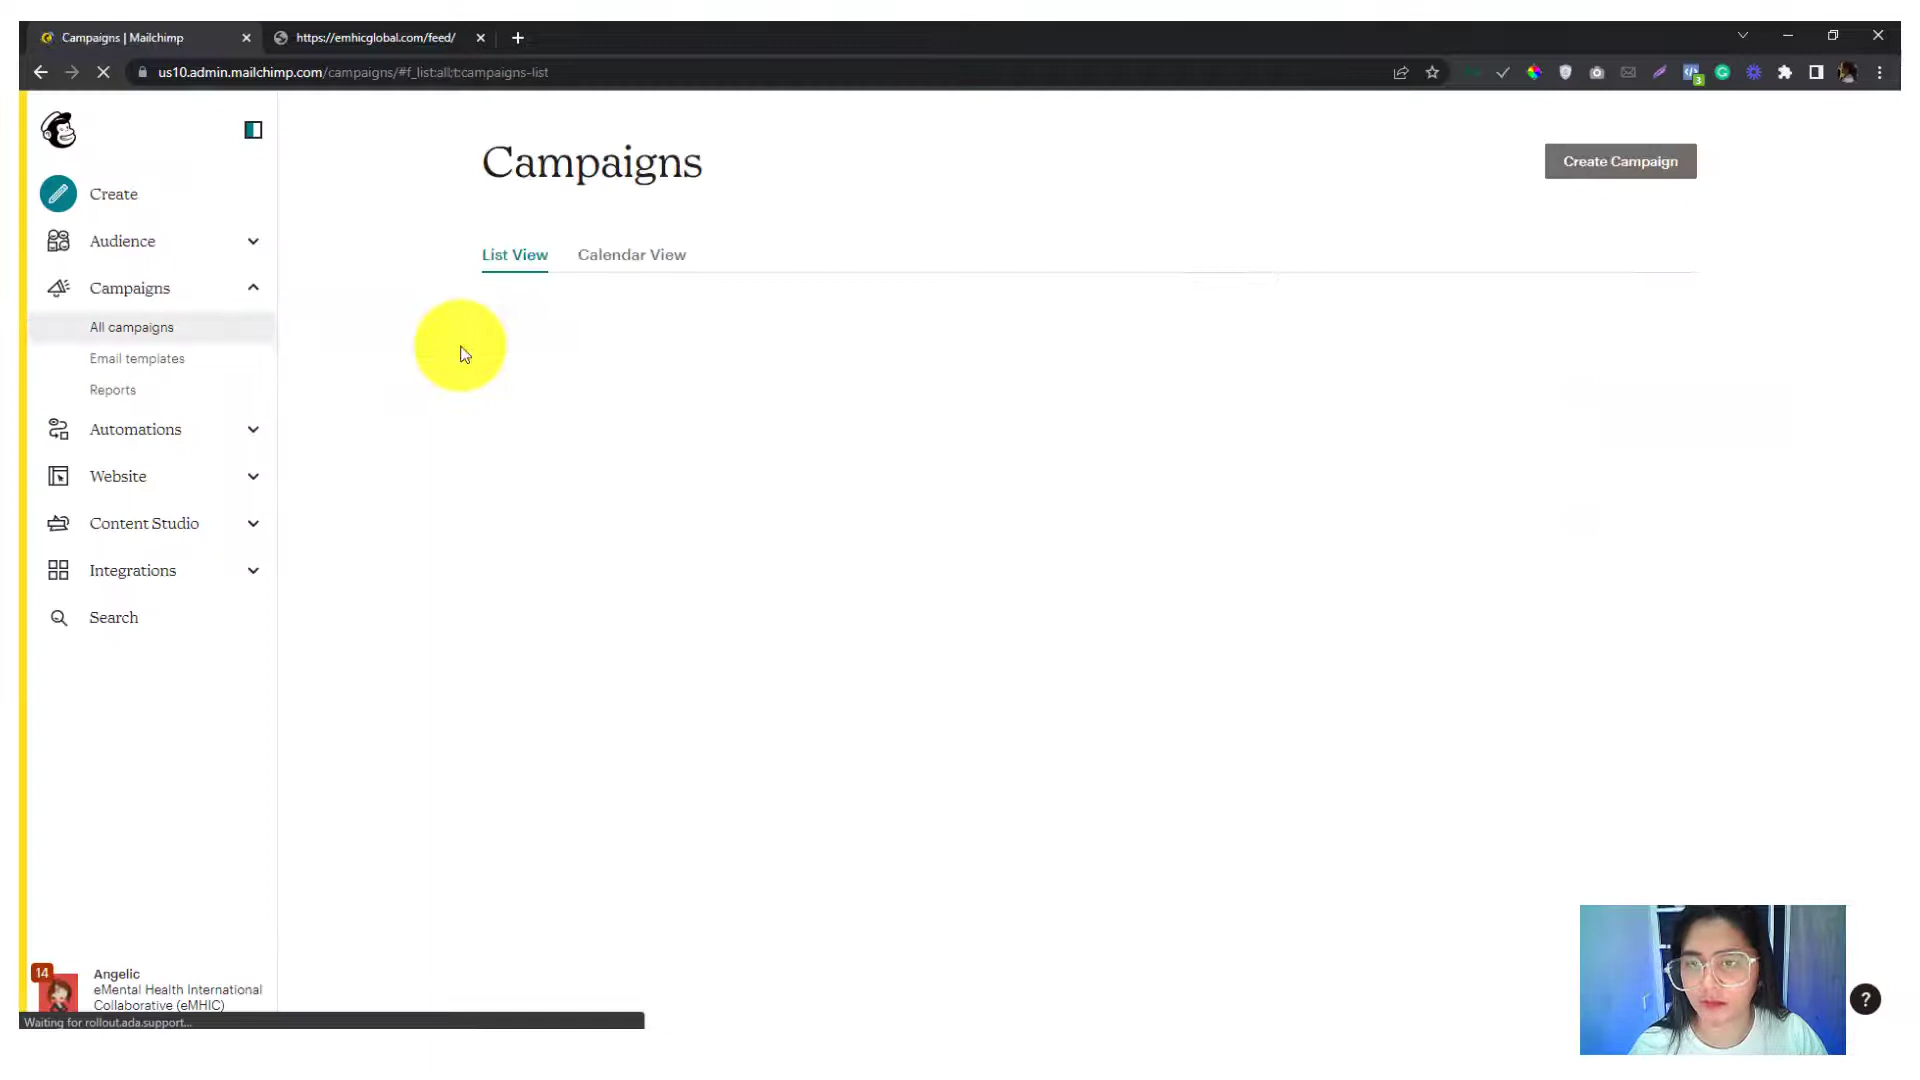 Campaigns | Mailchimp
https://emhicglobal.com/feed/
us10.admin.mailchimp.com/campaigns/#f_list:all;t:campaigns-list
3
Create
Audience
Campaigns
All campaigns
Email templates
Reports
Automations
Website
Content Studio
Integrations
Search
Campaigns
Create Campaign
List View
Calendar View
14
Angelic
eMental Health International
Collaborative (eMHIC)
Waiting for rollout.ada.support...
?